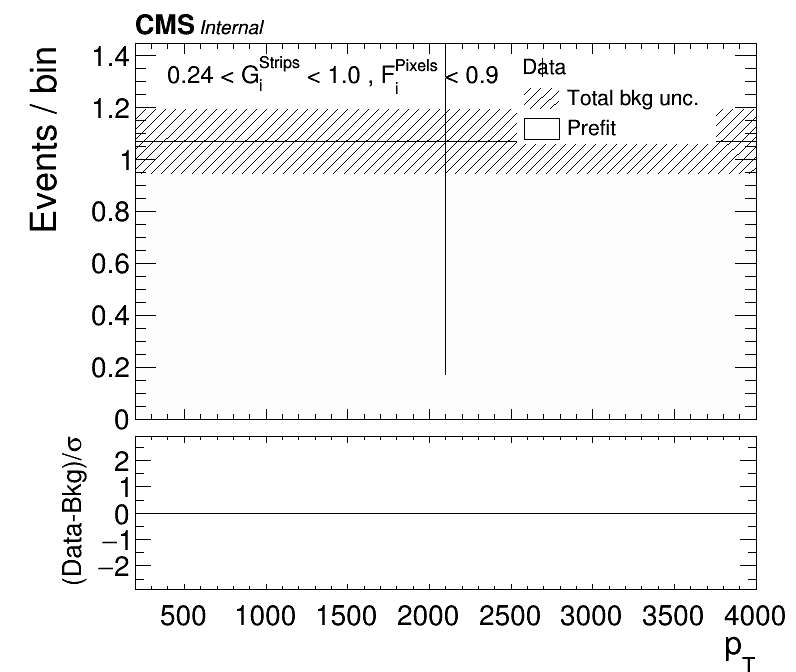 CMS Internal
0.24 < G_i^Strips < 1.0 , F_i^Pixels < 0.9
Data
Total bkg unc.
Prefit
Events / bin
1.4
1.2
1
0.8
0.6
0.4
0.2
0
(Data-Bkg)/σ
2
1
0
−1
−2
500 1000 1500 2000 2500 3000 3500 4000
p_T